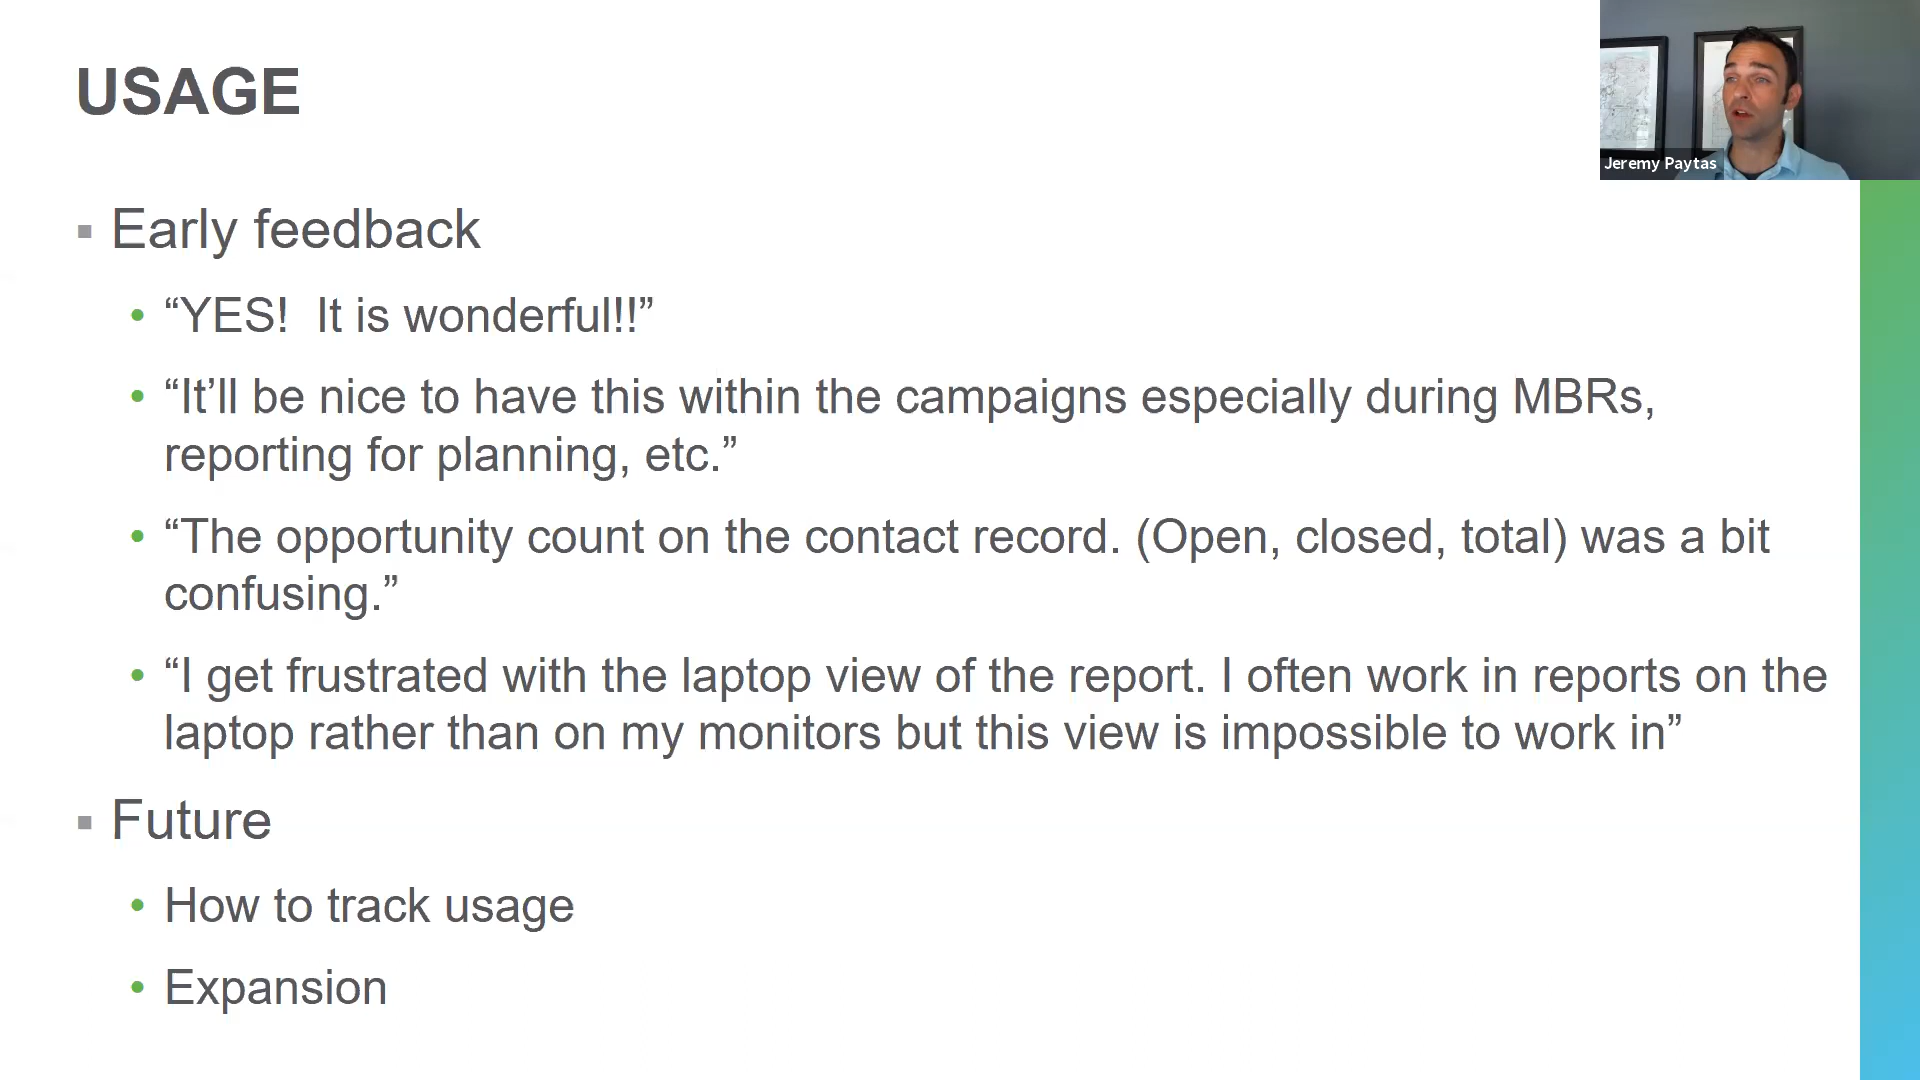 USAGE
Jeremy Paytas
Early feedback
“YES!  It is wonderful!!”
“It’ll be nice to have this within the campaigns especially during MBRs,
reporting for planning, etc.”
“The opportunity count on the contact record. (Open, closed, total) was a bit
confusing.”
“I get frustrated with the laptop view of the report. I often work in reports on the
laptop rather than on my monitors but this view is impossible to work in”
Future
How to track usage
Expansion